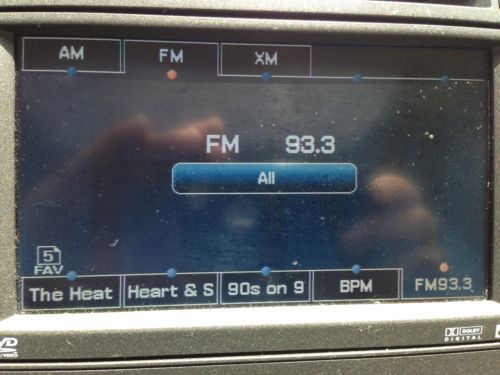 AM FM XM
FM 93.3
All
5
FAV
The Heat Heart & S 90s on 9 BPM FM93.3
VIDEO DOLBY
DIGITAL